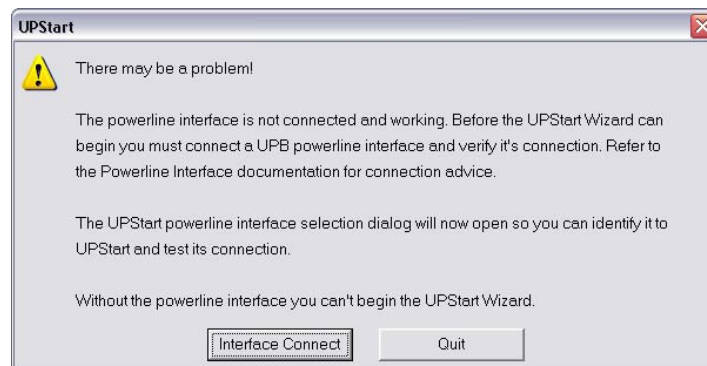 UPStart
There may be a problem!
The powerline interface is not connected and working. Before the UPStart Wizard can
begin you must connect a UPB powerline interface and verify it's connection. Refer to
the Powerline Interface documentation for connection advice.
The UPStart powerline interface selection dialog will now open so you can identify it to
UPStart and test its connection.
Without the powerline interface you can't begin the UPStart Wizard.
Interface Connect
Quit